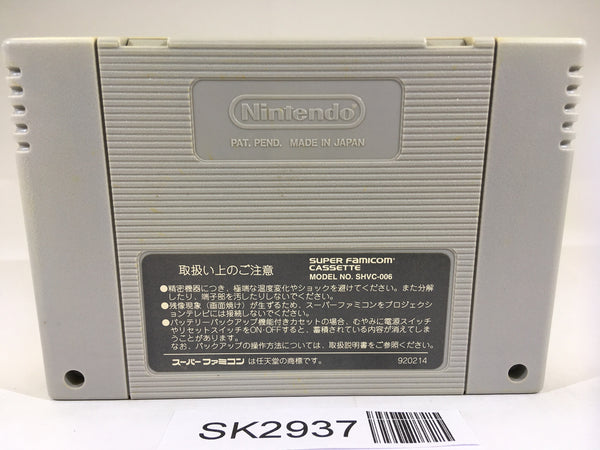 Nintendo
PAT. PEND. MADE IN JAPAN
取扱い上のご注意
SUPER FAMICOM
CASSETTE
MODEL NO. SHVC-006
●精密機器につき、極端な温度変化やショックを避けてください。また分解
したり、端子部を汚したりしないでください。
●残像現象（画面焼け）が生ずるため、スーパーファミコンをプロジェクシ
ョンテレビには接続しないでください。
●バッテリーバックアップ機能付きカセットの場合、むやみに電源スイッチ
やリセットスイッチをON・OFFすると、蓄積されている内容が消えてしま
うことがあります。
なお、バックアップの操作方法については、取扱説明書をご参照ください。
スーパーファミコンは任天堂の商標です。 920214
SK2937